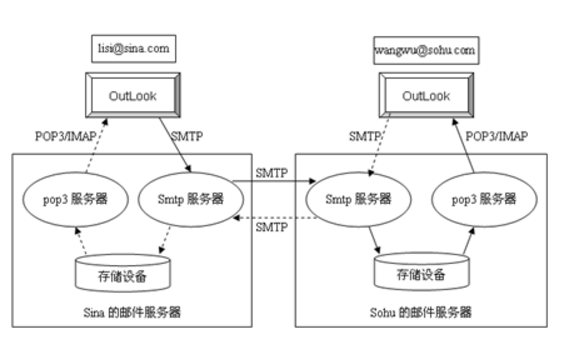 lisi@sina.com
wangwu@sohu.com
OutLook
OutLook
POP3/IMAP
SMTP
SMTP
POP3/IMAP
SMTP
pop3 服务器
Smtp 服务器
Smtp 服务器
pop3 服务器
SMTP
存储设备
存储设备
Sina 的邮件服务器
Sohu 的邮件服务器